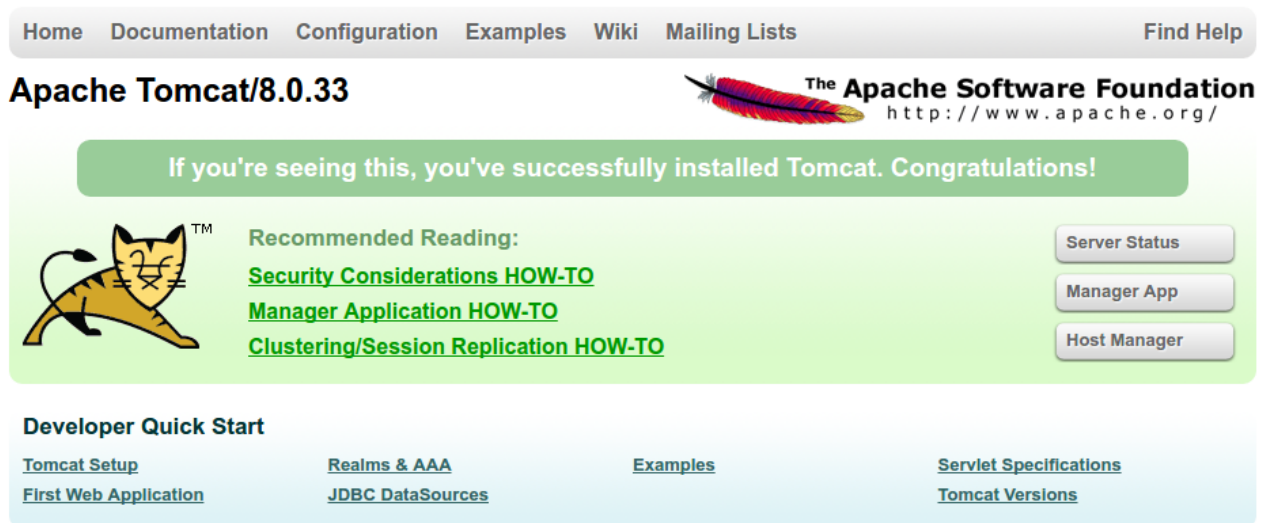 Home Documentation Configuration Examples Wiki Mailing Lists Find Help
Apache Tomcat/8.0.33
The Apache Software Foundation
http://www.apache.org/
If you're seeing this, you've successfully installed Tomcat. Congratulations!
TM
Recommended Reading:
Security Considerations HOW-TO
Manager Application HOW-TO
Clustering/Session Replication HOW-TO
Server Status
Manager App
Host Manager
Developer Quick Start
Tomcat Setup Realms & AAA Examples Servlet Specifications
First Web Application JDBC DataSources Tomcat Versions